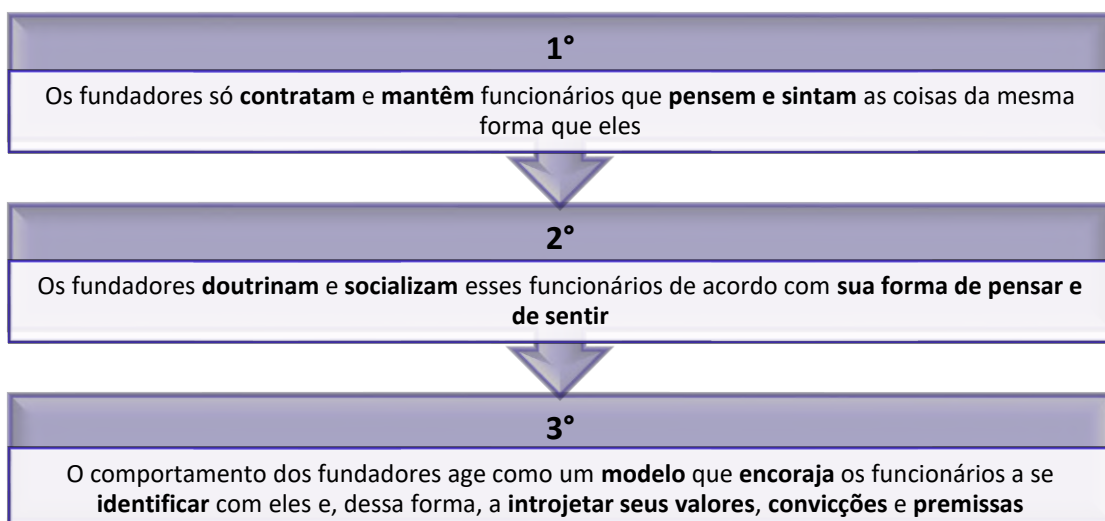 1°
Os fundadores só contratam e mantêm funcionários que pensem e sintam as coisas da mesma
forma que eles
2°
Os fundadores doutrinam e socializam esses funcionários de acordo com sua forma de pensar e
de sentir
3°
O comportamento dos fundadores age como um modelo que encoraja os funcionários a se
identificar com eles e, dessa forma, a introjetar seus valores, convicções e premissas